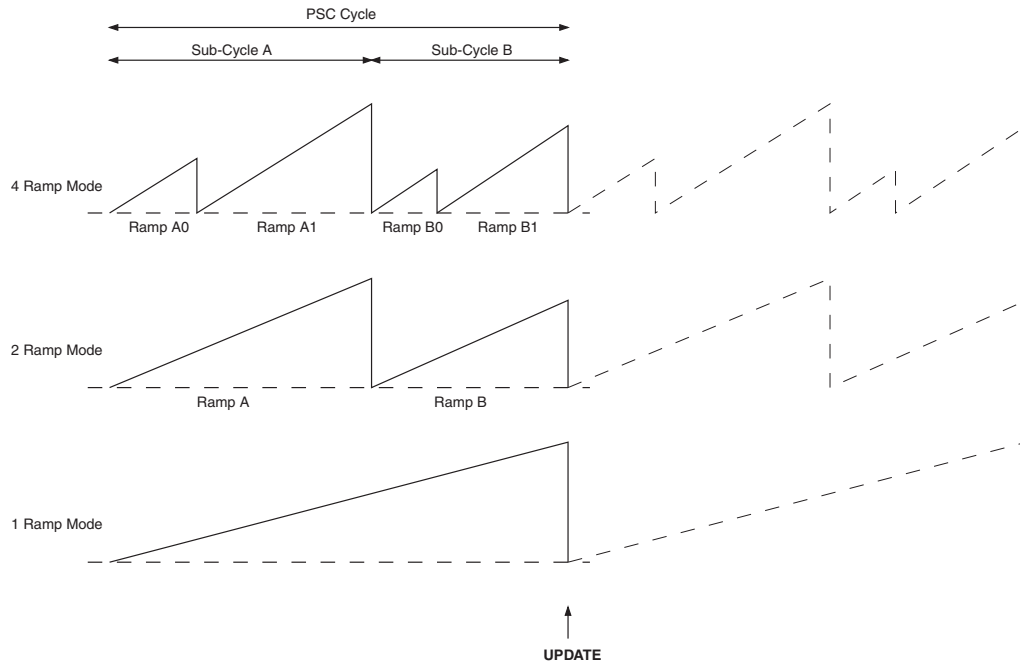 PSC Cycle
Sub-Cycle A
Sub-Cycle B
4 Ramp Mode
Ramp A0
Ramp A1
Ramp B0
Ramp B1
2 Ramp Mode
Ramp A
Ramp B
1 Ramp Mode
UPDATE